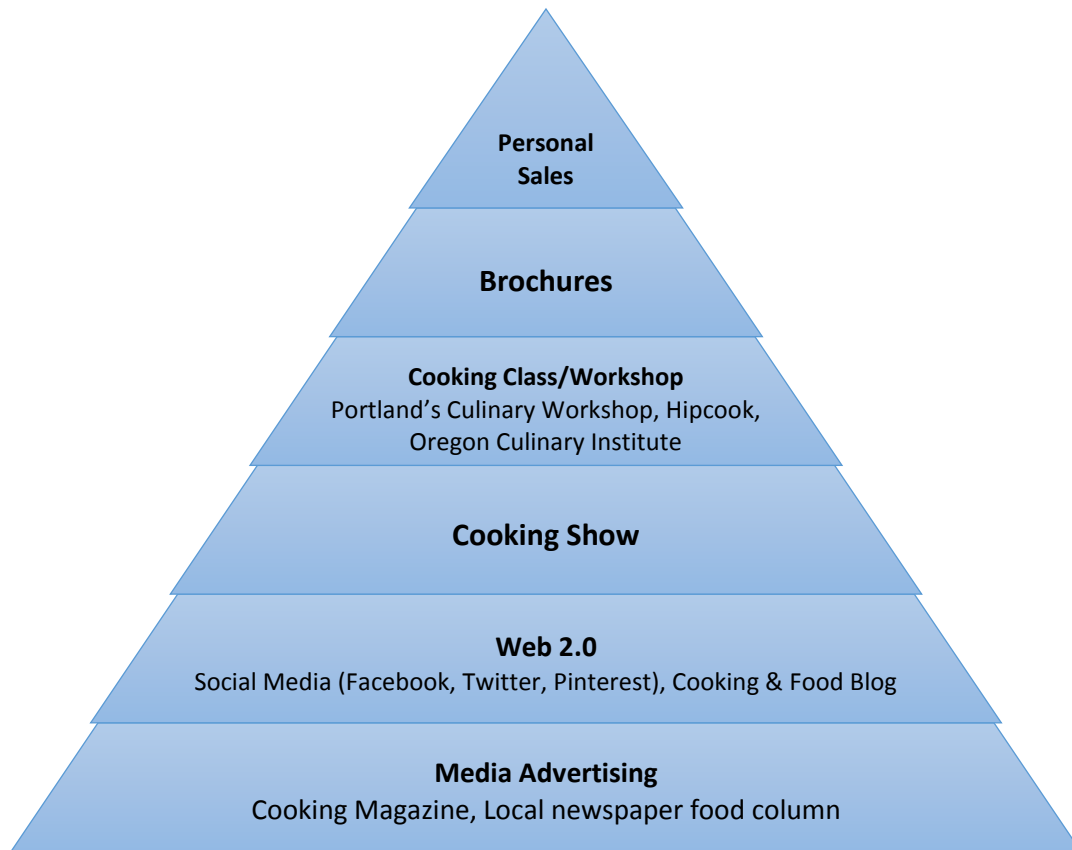 Personal
Sales
Brochures
Cooking Class/Workshop
Portland’s Culinary Workshop, Hipcook,
Oregon Culinary Institute
Cooking Show
Web 2.0
Social Media (Facebook, Twitter, Pinterest), Cooking & Food Blog
Media Advertising
Cooking Magazine, Local newspaper food column